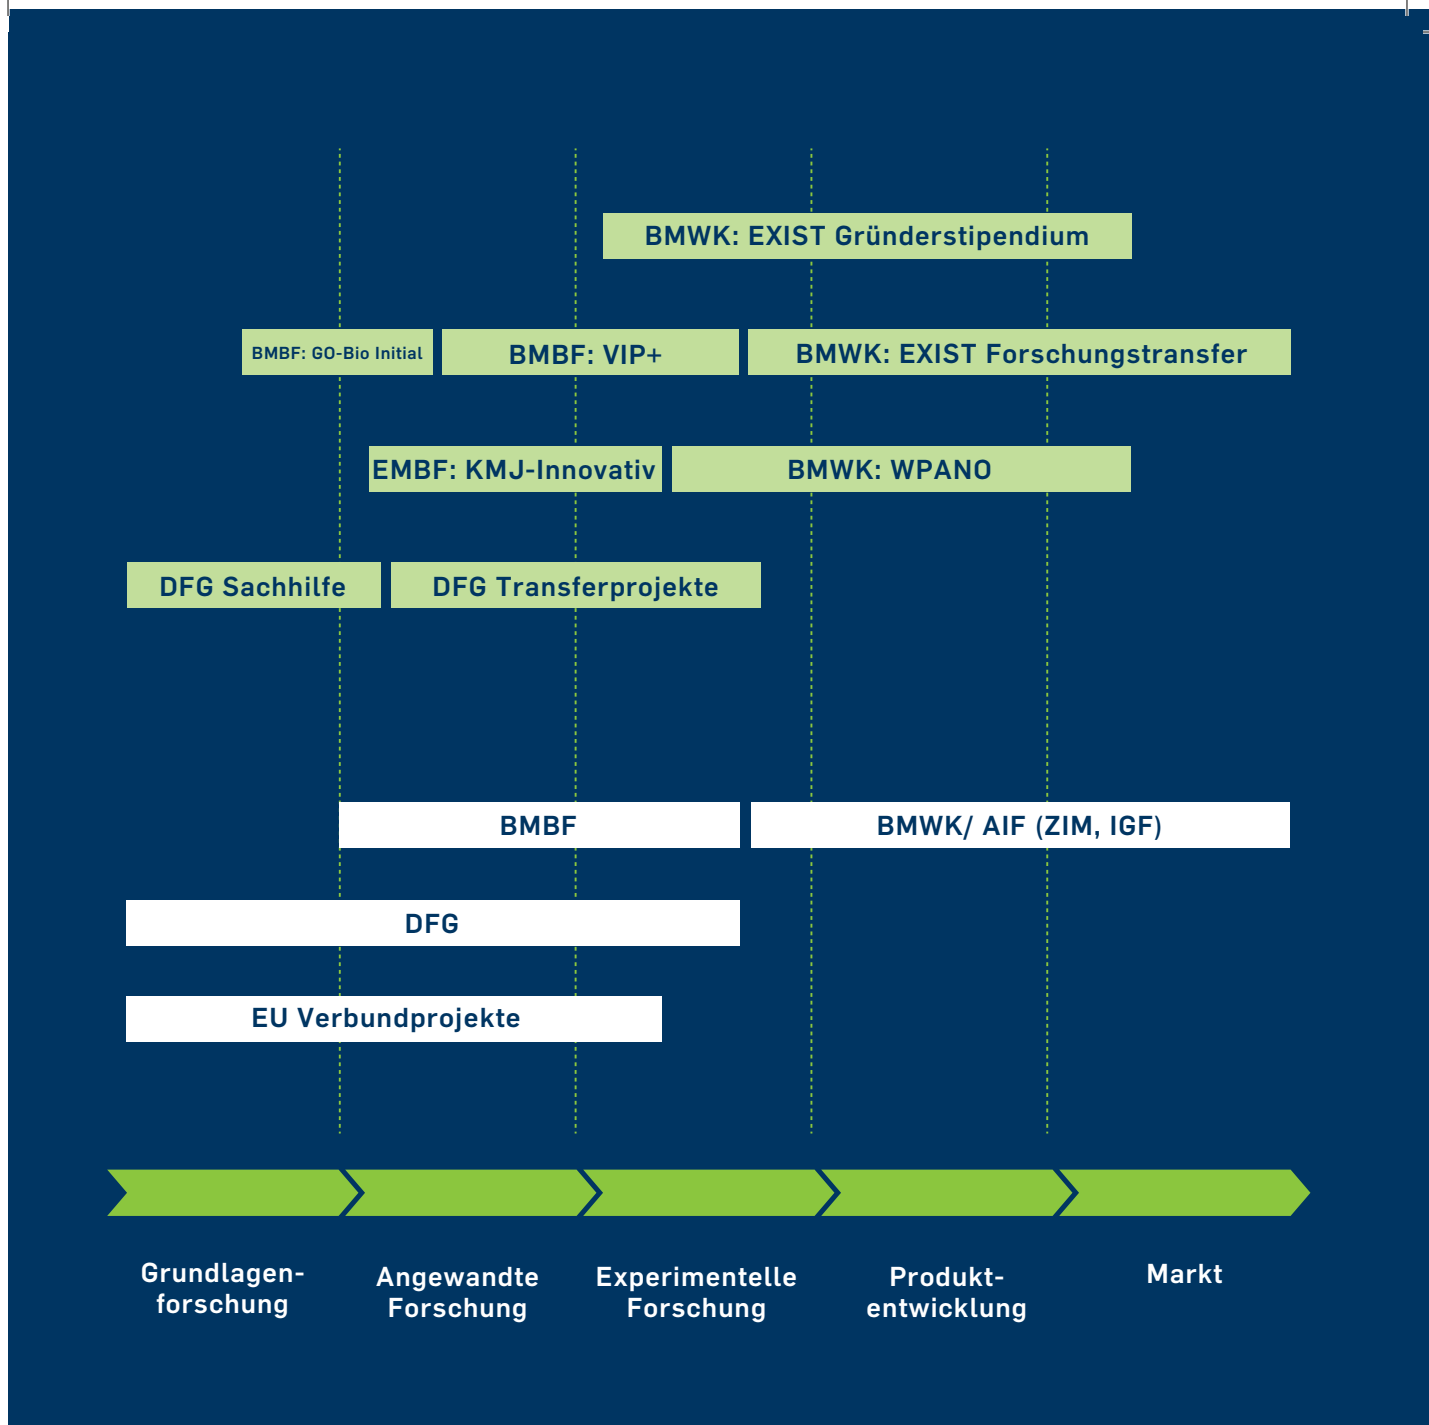 BMWK: EXIST Gründerstipendium
BMBF: GO-Bio Initial
BMBF: VIP+
BMWK: EXIST Forschungstransfer
EMBF: KMJ-Innovativ
BMWK: WPANO
DFG Sachhilfe
DFG Transferprojekte
BMBF
BMWK/ AIF (ZIM, IGF)
DFG
EU Verbundprojekte
Grundlagen-
forschung
Angewandte
Forschung
Experimentelle
Forschung
Produkt-
entwicklung
Markt